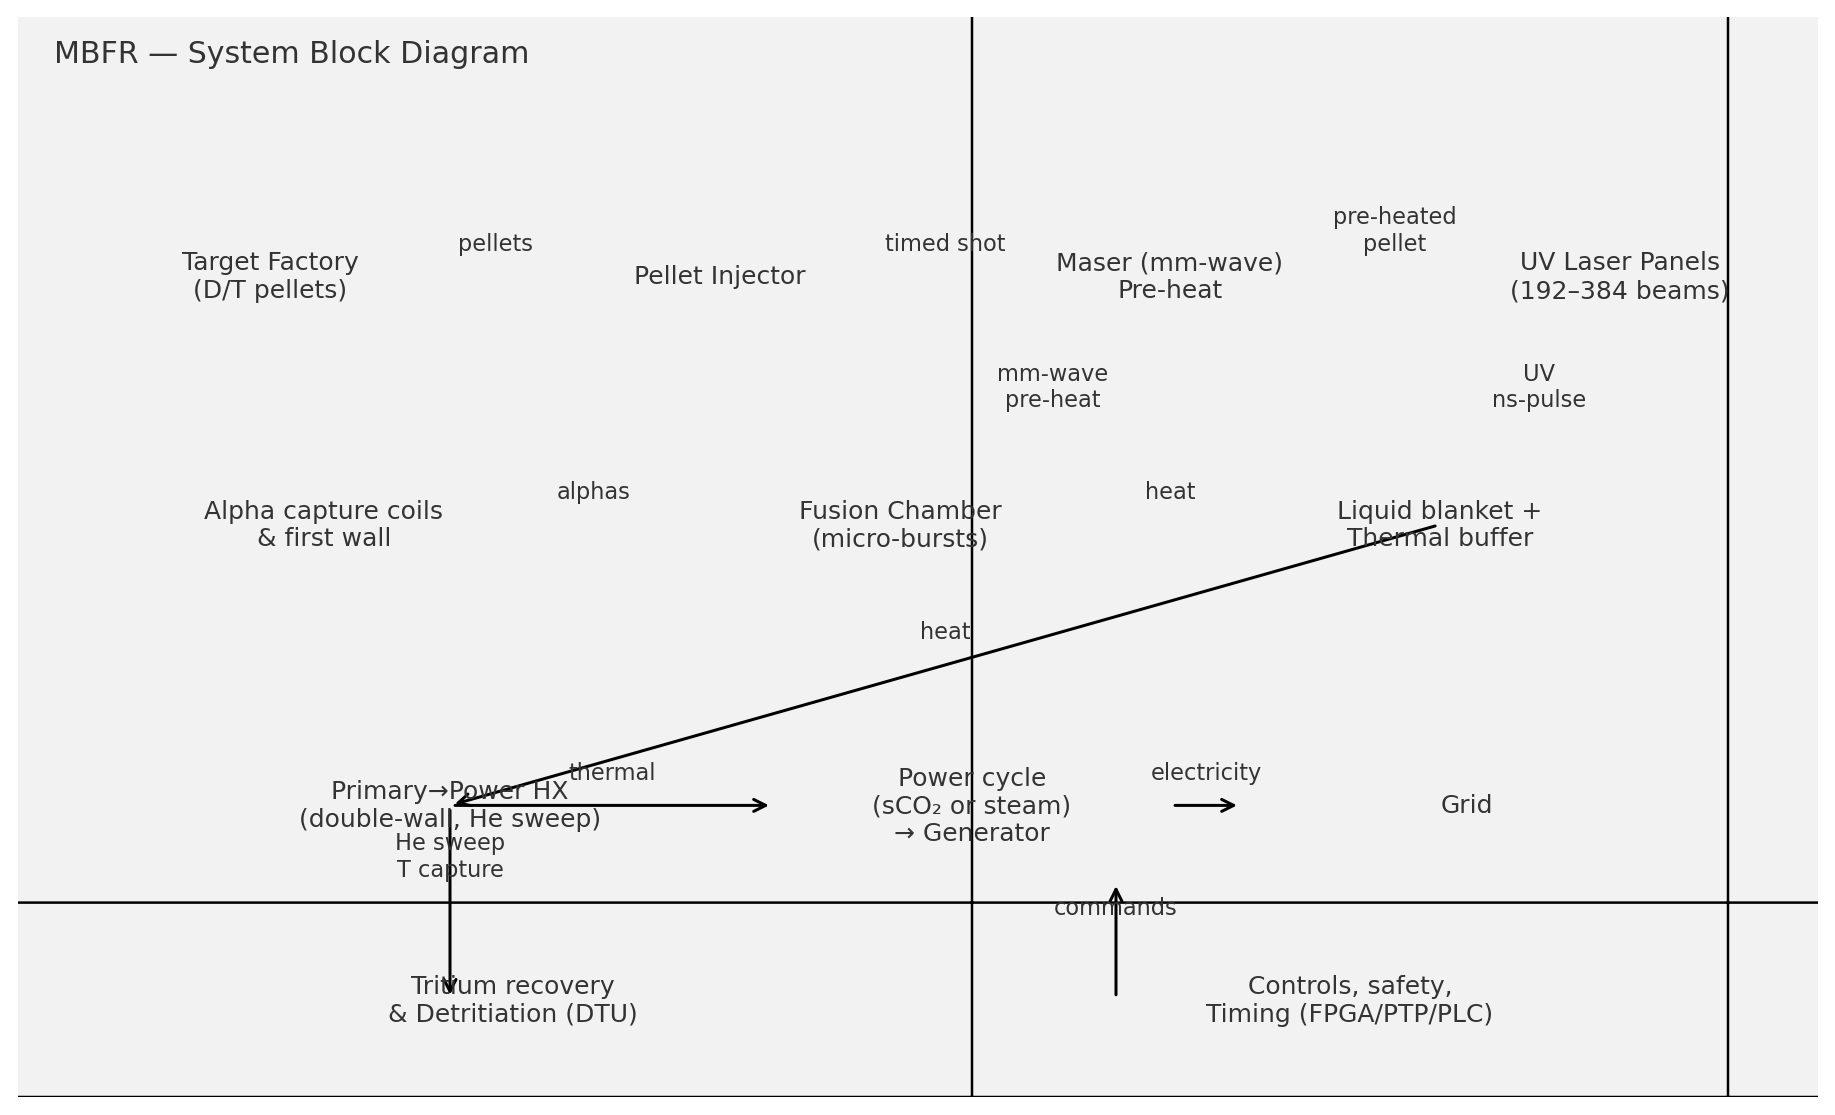 MBFR — System Block Diagram
pellets
timed shot
pre-heated
pellet
Target Factory
(D/T pellets)
Pellet Injector
Maser (mm-wave)
Pre-heat
UV Laser Panels
(192–384 beams)
mm-wave
pre-heat
UV
ns-pulse
Alpha capture coils
& first wall
alphas
Fusion Chamber
(micro-bursts)
heat
Liquid blanket +
Thermal buffer
heat
Primary→Power HX
(double-wall, He sweep)
thermal
Power cycle
(sCO₂ or steam)
→ Generator
electricity
Grid
He sweep
T capture
commands
Tritium recovery
& Detritiation (DTU)
Controls, safety,
Timing (FPGA/PTP/PLC)